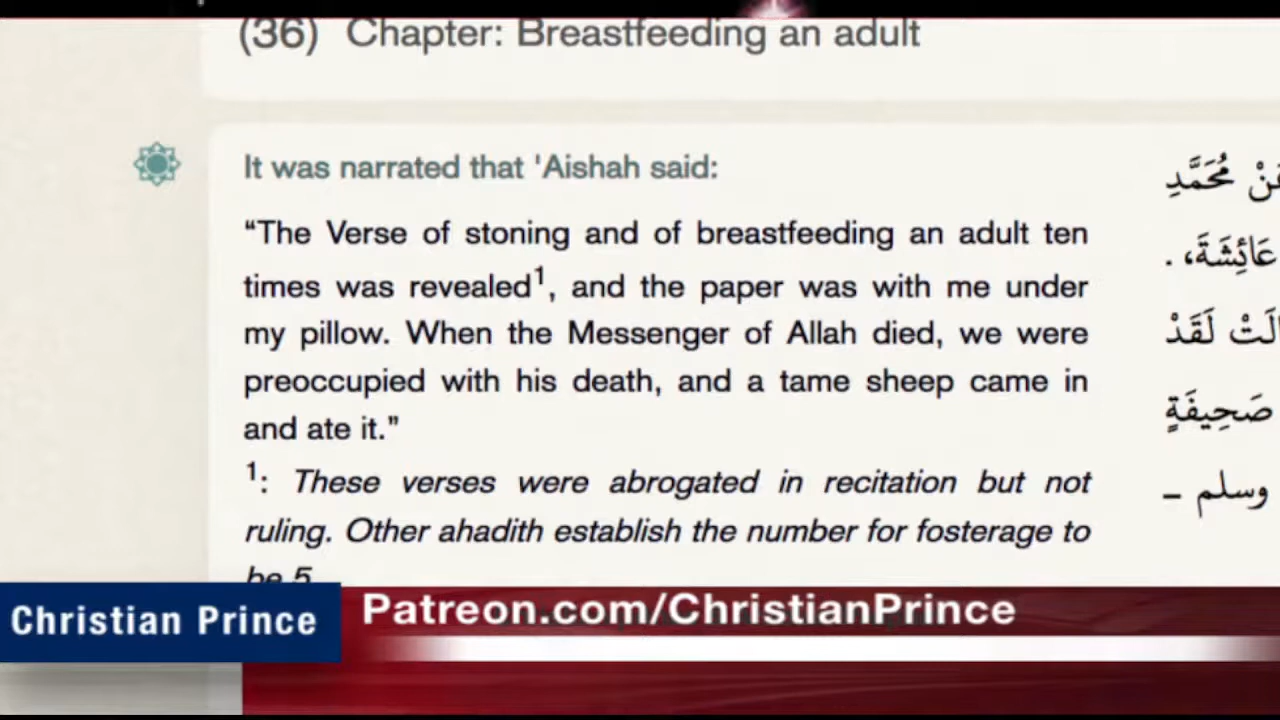 (36) Chapter: Breastfeeding an adult
It was narrated that 'Aishah said:
“The Verse of stoning and of breastfeeding an adult ten
times was revealed1, and the paper was with me under
my pillow. When the Messenger of Allah died, we were
preoccupied with his death, and a tame sheep came in
and ate it.”
1: These verses were abrogated in recitation but not
ruling. Other ahadith establish the number for fosterage to
be 5
مُحَمَّدِ
عَائِشَةَ، .
لَقَدْ
صَحِيفَةٍ
وسلم ـ
Christian Prince
Patreon.com/ChristianPrince